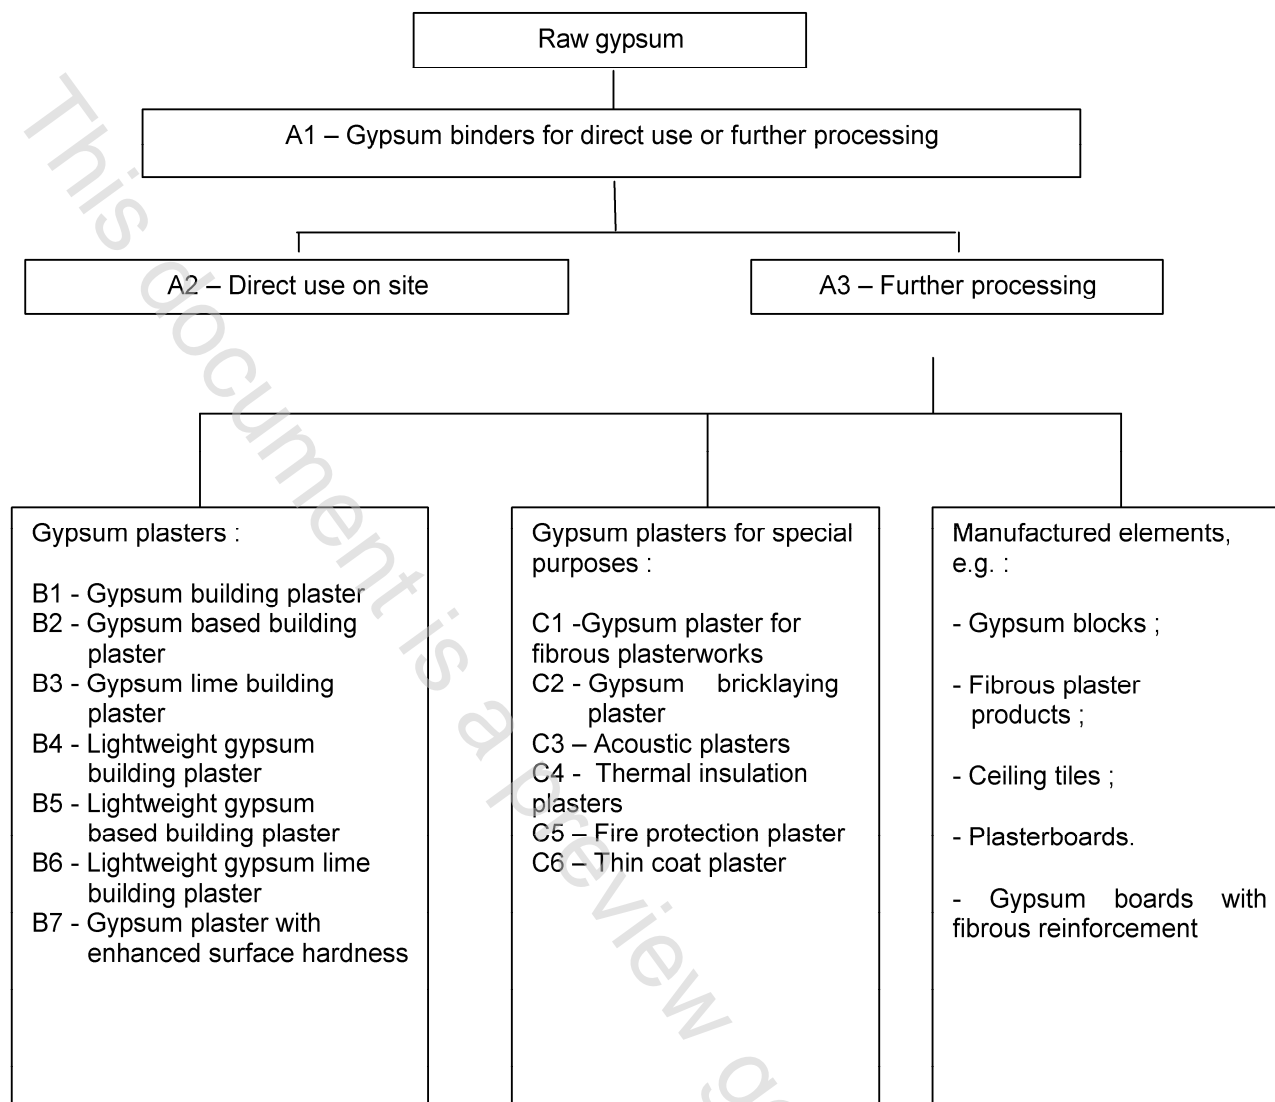 Raw gypsum
A1 – Gypsum binders for direct use or further processing
A2 – Direct use on site
A3 – Further processing
Gypsum plasters :
B1 - Gypsum building plaster
B2 - Gypsum based building
plaster
B3 - Gypsum lime building
plaster
B4 - Lightweight gypsum
building plaster
B5 - Lightweight gypsum
based building plaster
B6 - Lightweight gypsum lime
building plaster
B7 - Gypsum plaster with
enhanced surface hardness
Gypsum plasters for special
purposes :
C1 -Gypsum plaster for
fibrous plasterworks
C2 - Gypsum bricklaying
plaster
C3 – Acoustic plasters
C4 - Thermal insulation
plasters
C5 – Fire protection plaster
C6 – Thin coat plaster
Manufactured elements,
e.g. :
- Gypsum blocks ;
- Fibrous plaster
products ;
- Ceiling tiles ;
- Plasterboards.
- Gypsum boards with
fibrous reinforcement
This document is a preview